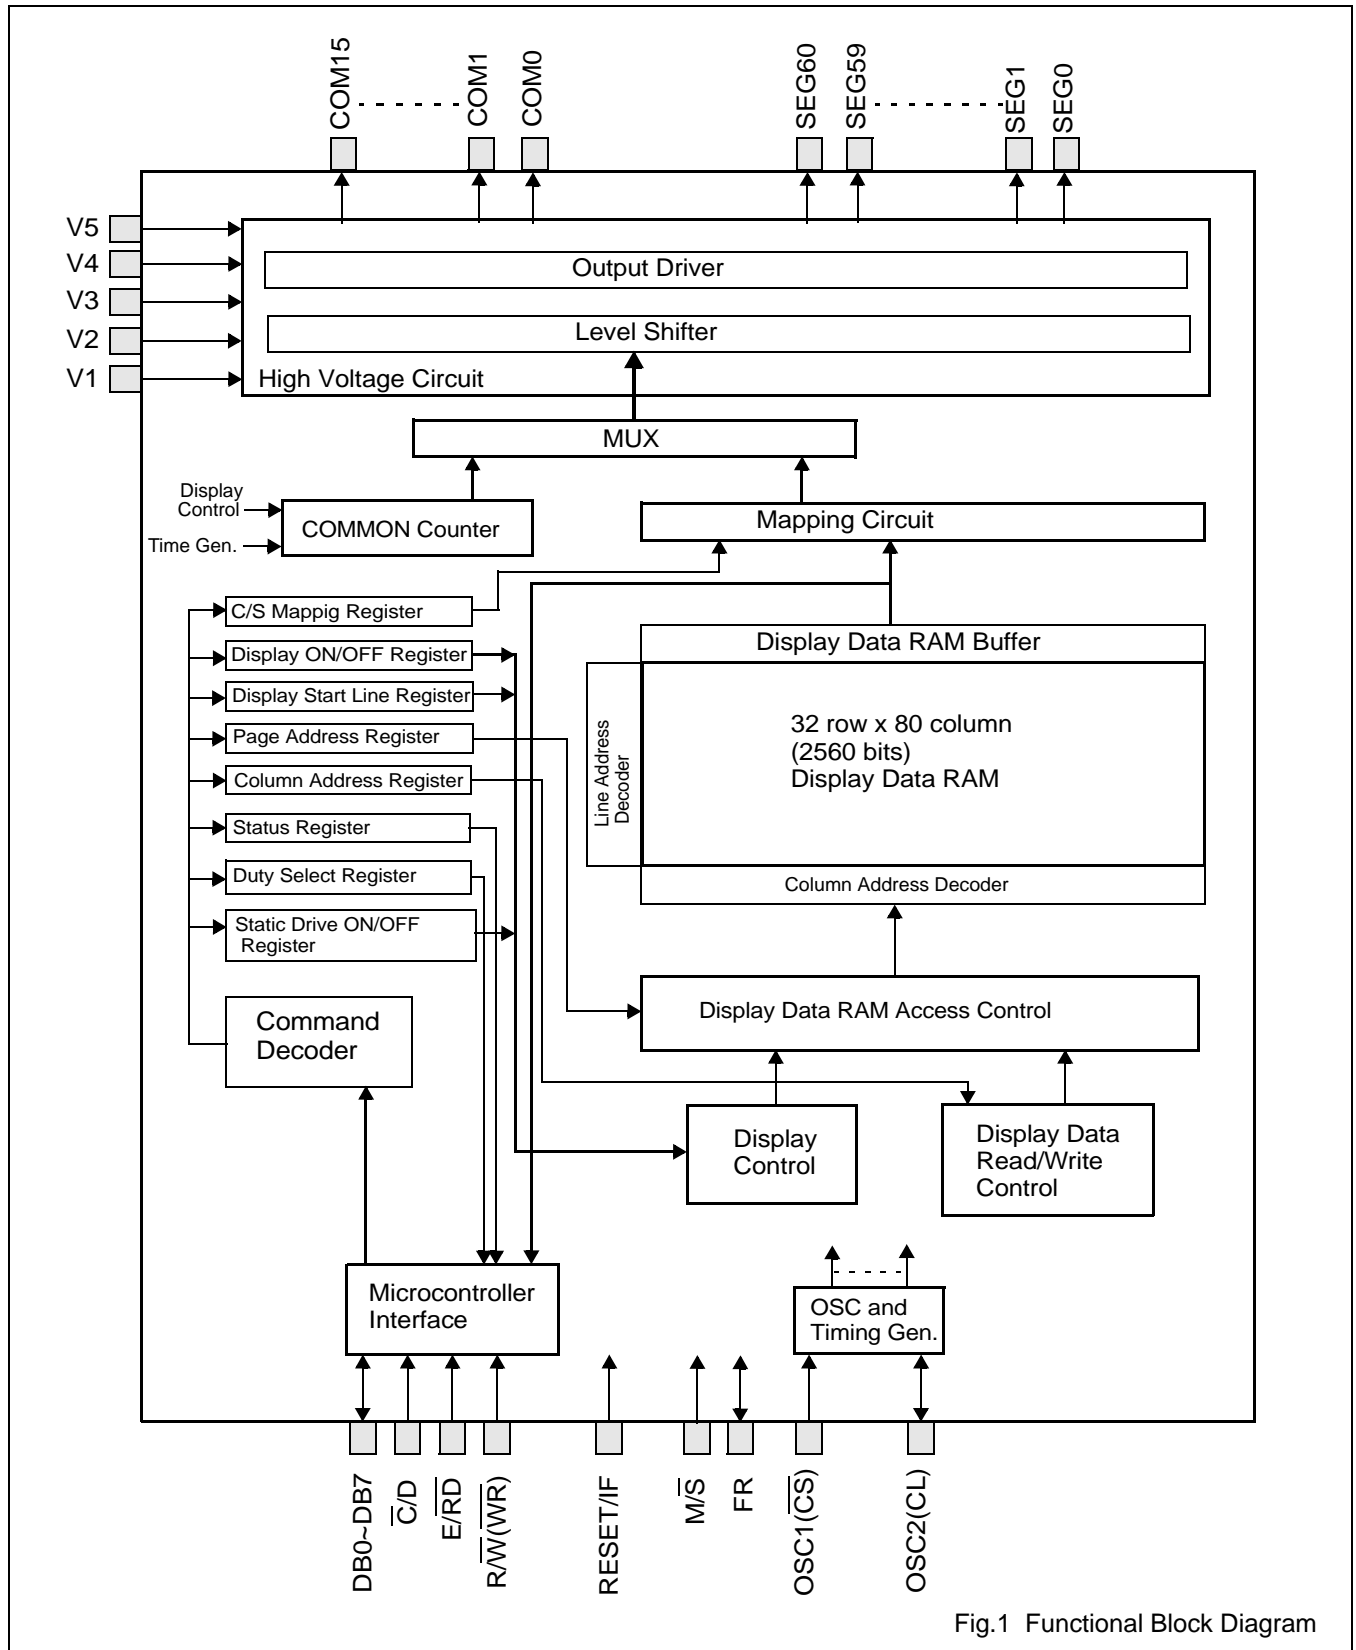 COM15
COM1
COM0
SEG60
SEG59
SEG1
SEG0
V5
V4
V3
V2
V1
Output Driver
Level Shifter
High Voltage Circuit
MUX
Display
Control
Time Gen.
COMMON Counter
Mapping Circuit
C/S Mappig Register
Display ON/OFF Register
Display Start Line Register
Page Address Register
Column Address Register
Status Register
Duty Select Register
Static Drive ON/OFF
Register
Display Data RAM Buffer
Line Address
Decoder
32 row x 80 column
(2560 bits)
Display Data RAM
Column Address Decoder
Display Data RAM Access Control
Command
Decoder
Display
Control
Display Data
Read/Write
Control
Microcontroller
Interface
OSC and
Timing Gen.
DB0~DB7
C̅/D
E/R̅D̅
R/W̅(W̅R̅)
RESET/IF
M/S̅
FR
OSC1(C̅S̅)
OSC2(CL)
Fig.1 Functional Block Diagram